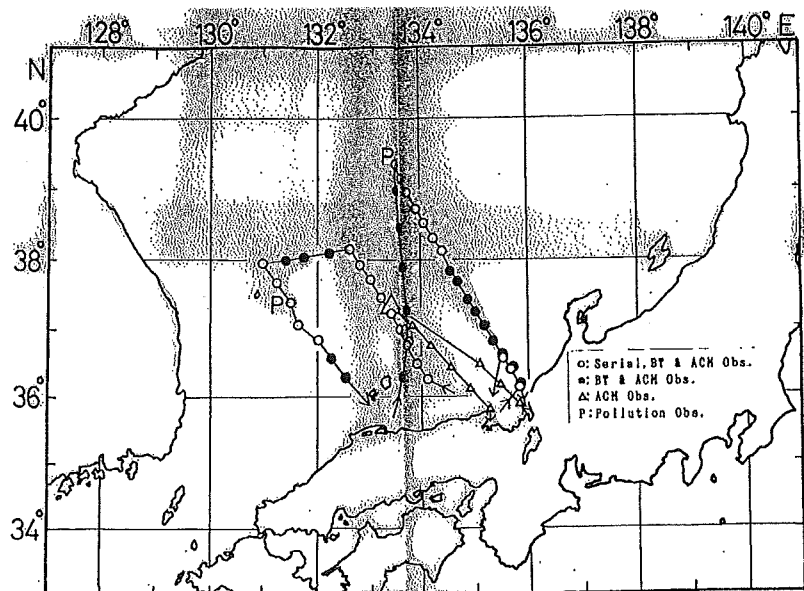 128° 130° 132° 134° 136° 138° 140° E
N
40°
P
38°
P
36°
34°
o: Serial, BT & ACM Obs.
•: BT & ACM Obs.
△: ACM Obs.
P: Pollution Obs.